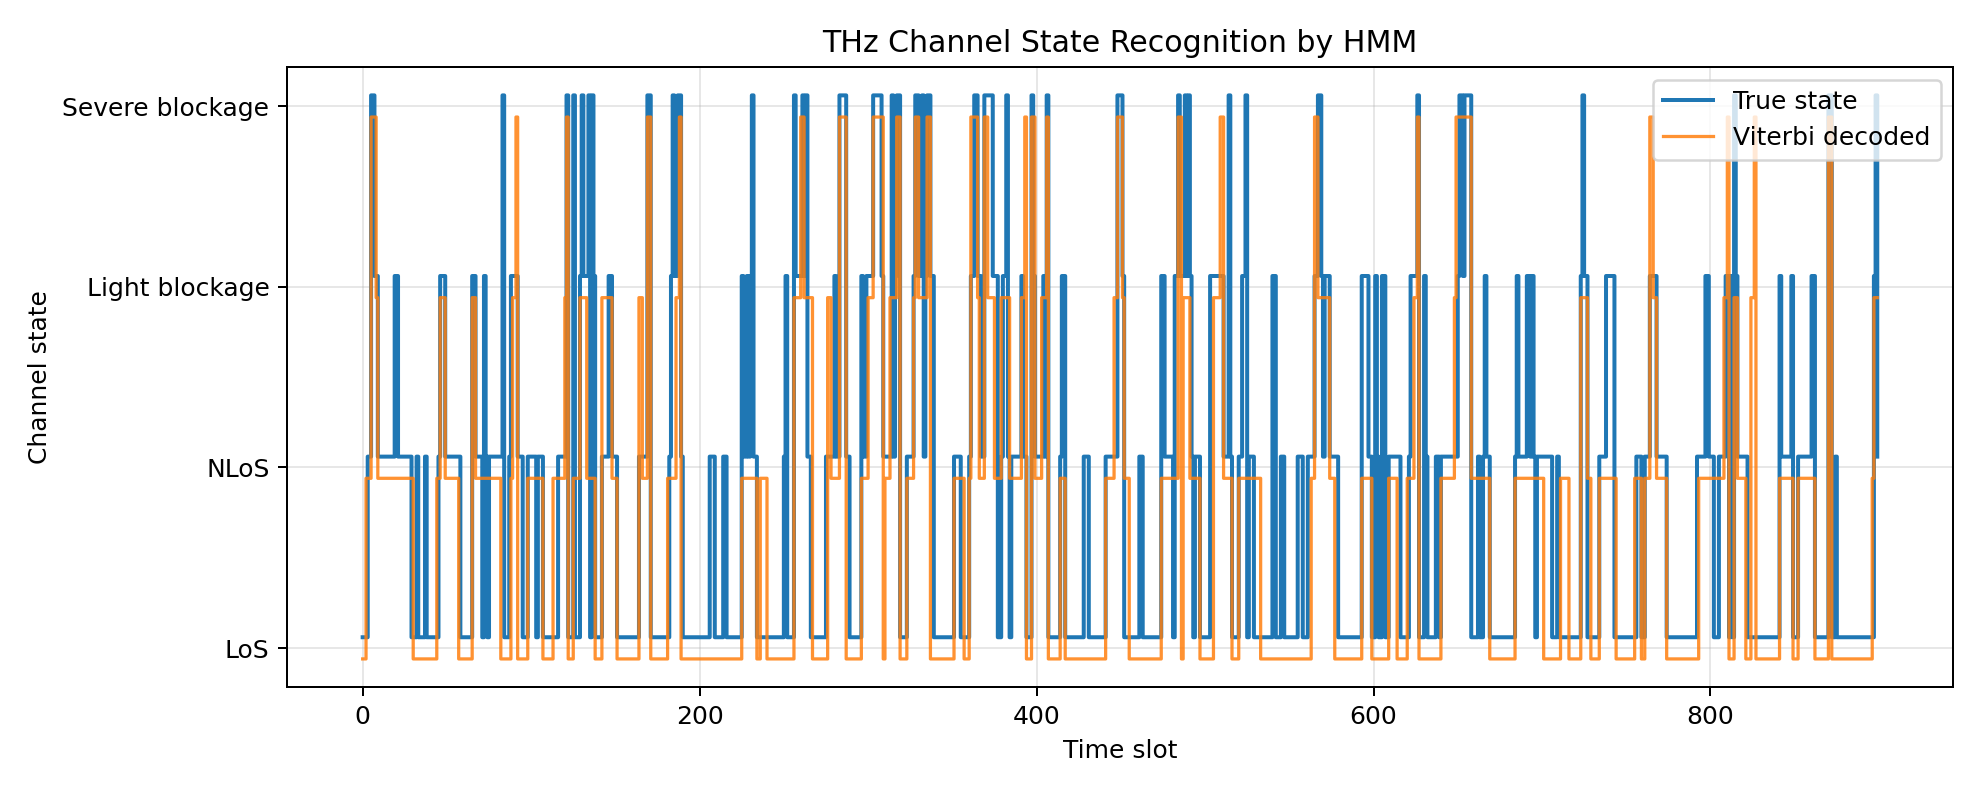 THz Channel State Recognition by HMM
True state
Viterbi decoded
Channel state
Severe blockage
Light blockage
NLoS
LoS
0 200 400 600 800
Time slot